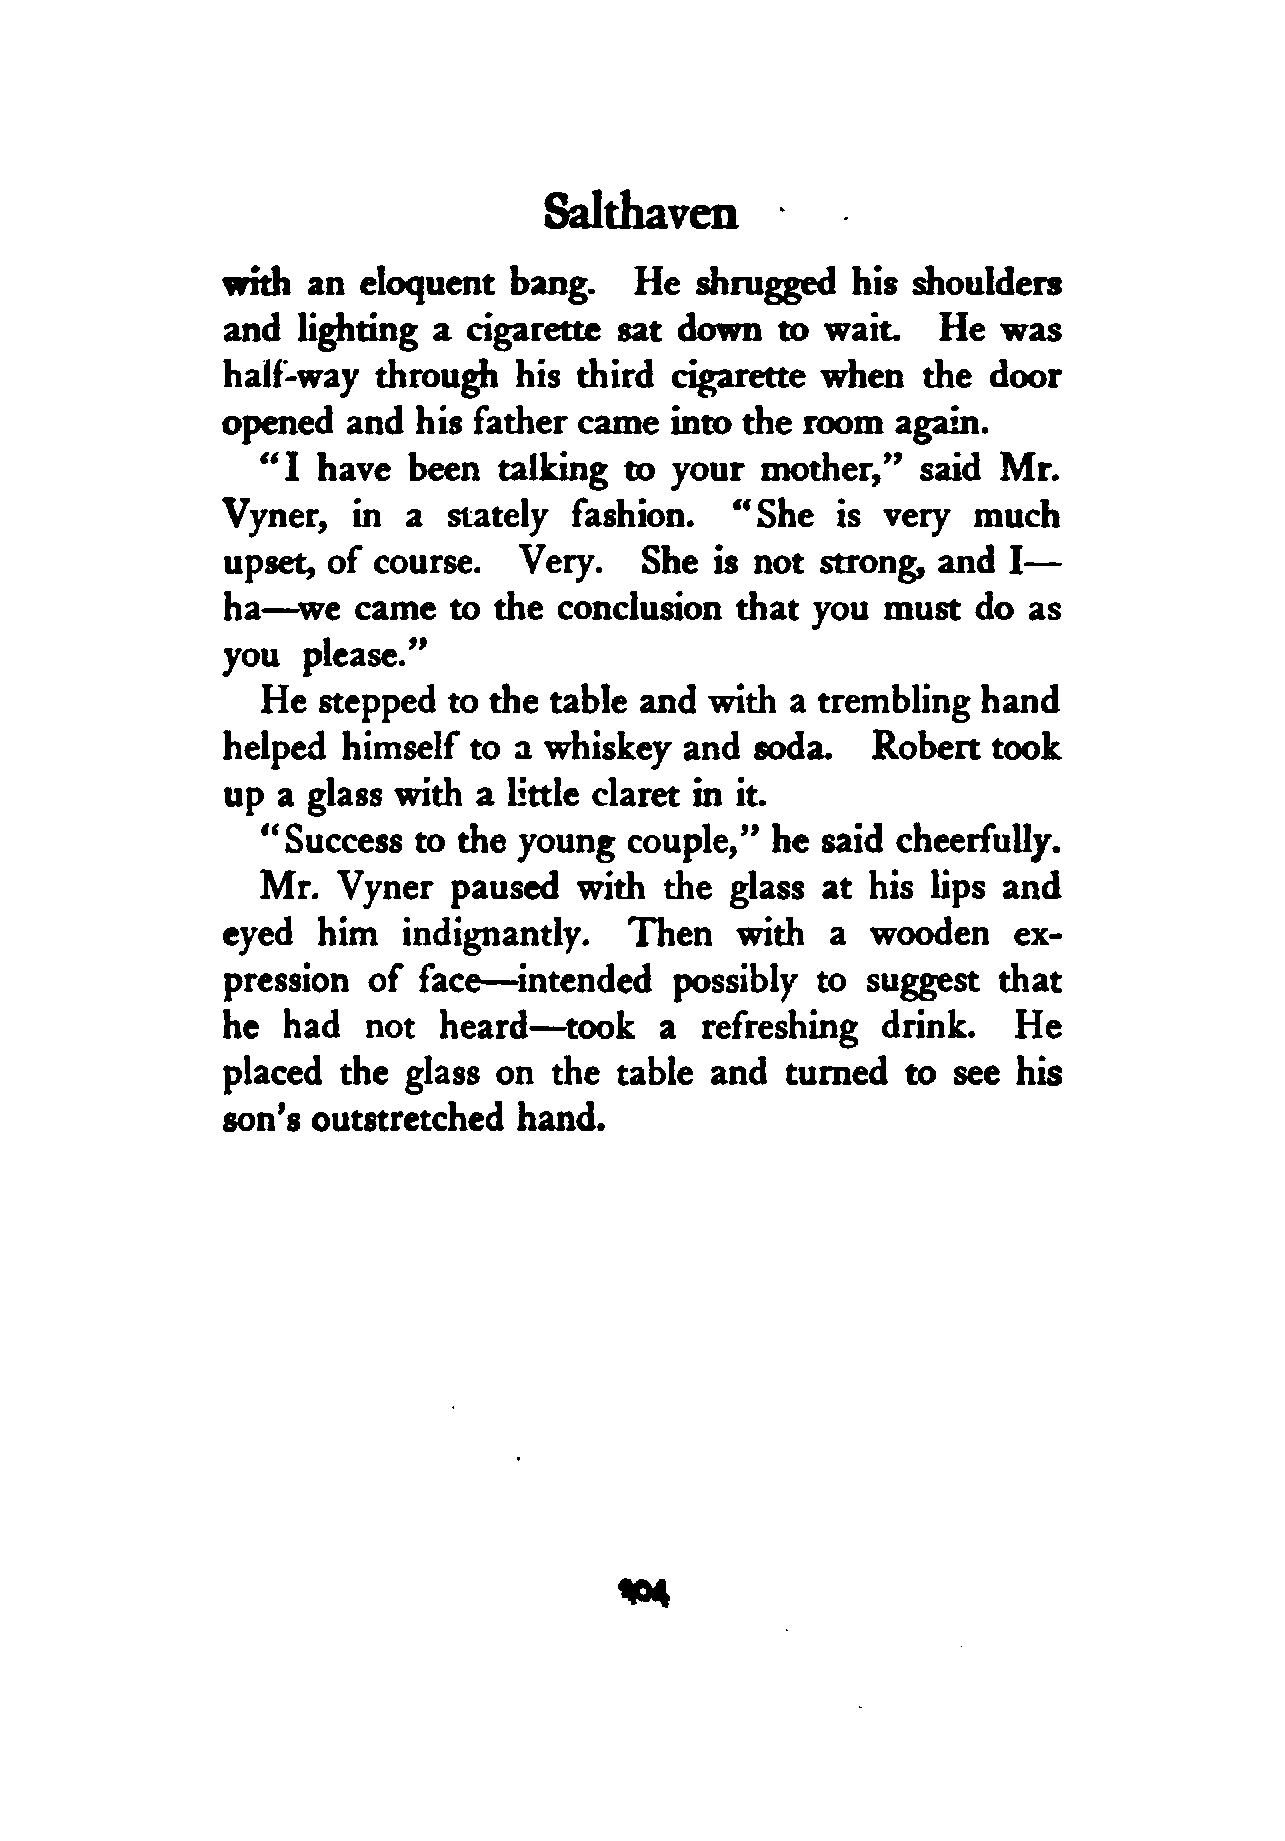 Salthaven
with an eloquent bang. He shrugged his shoulders
and lighting a cigarette sat down to wait. He was
half-way through his third cigarette when the door
opened and his father came into the room again.
“I have been talking to your mother,” said Mr.
Vyner, in a stately fashion. “She is very much
upset, of course. Very. She is not strong, and I—
ha—we came to the conclusion that you must do as
you please.”
He stepped to the table and with a trembling hand
helped himself to a whiskey and soda. Robert took
up a glass with a little claret in it.
“Success to the young couple,” he said cheerfully.
Mr. Vyner paused with the glass at his lips and
eyed him indignantly. Then with a wooden ex-
pression of face—intended possibly to suggest that
he had not heard—took a refreshing drink. He
placed the glass on the table and turned to see his
son's outstretched hand.